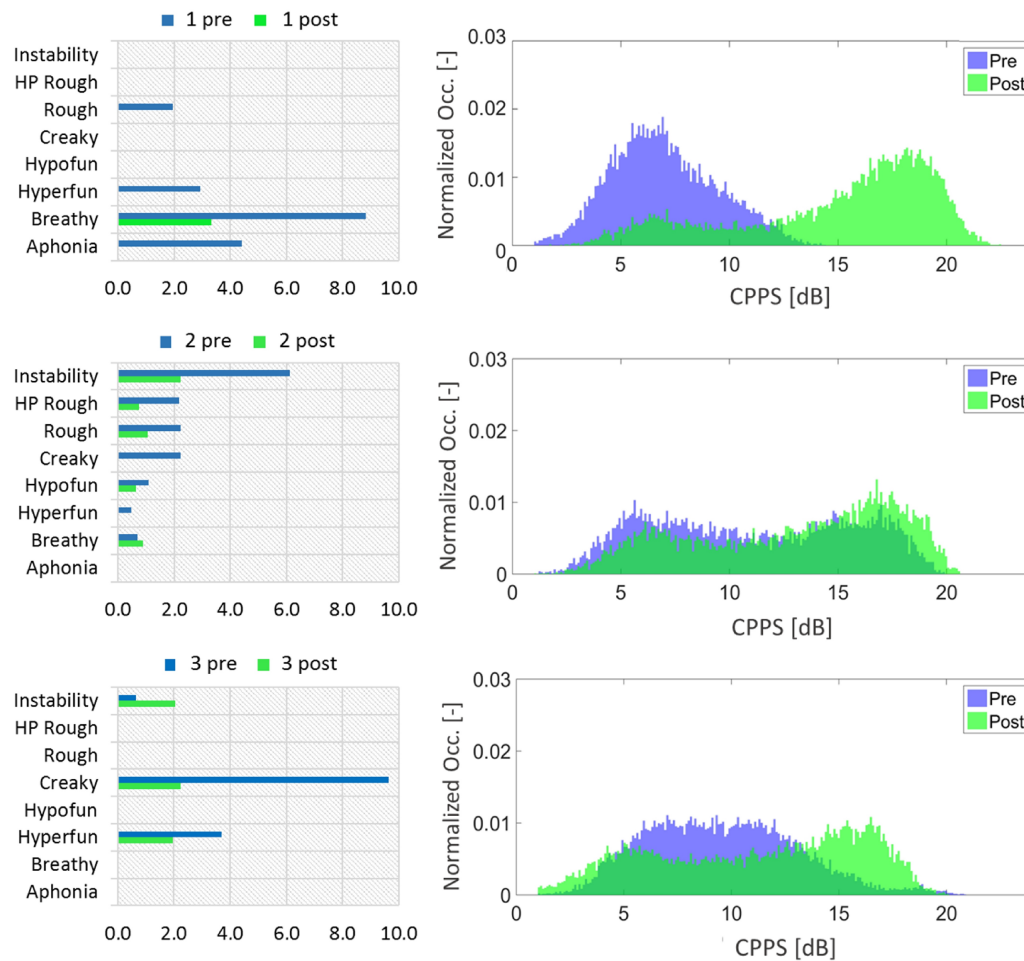 1 pre 1 post
Instability
HP Rough
Rough
Creaky
Hypofun
Hyperfun
Breathy
Aphonia
0.0 2.0 4.0 6.0 8.0 10.0
Normalized Occ. [-]
0.03
0.02
0.01
0
0 5 10 15 20
CPPS [dB]
Pre
Post
2 pre 2 post
Instability
HP Rough
Rough
Creaky
Hypofun
Hyperfun
Breathy
Aphonia
0.0 2.0 4.0 6.0 8.0 10.0
Normalized Occ. [-]
0.03
0.02
0.01
0
0 5 10 15 20
CPPS [dB]
Pre
Post
3 pre 3 post
Instability
HP Rough
Rough
Creaky
Hypofun
Hyperfun
Breathy
Aphonia
0.0 2.0 4.0 6.0 8.0 10.0
Normalized Occ. [-]
0.03
0.02
0.01
0
0 5 10 15 20
CPPS [dB]
Pre
Post